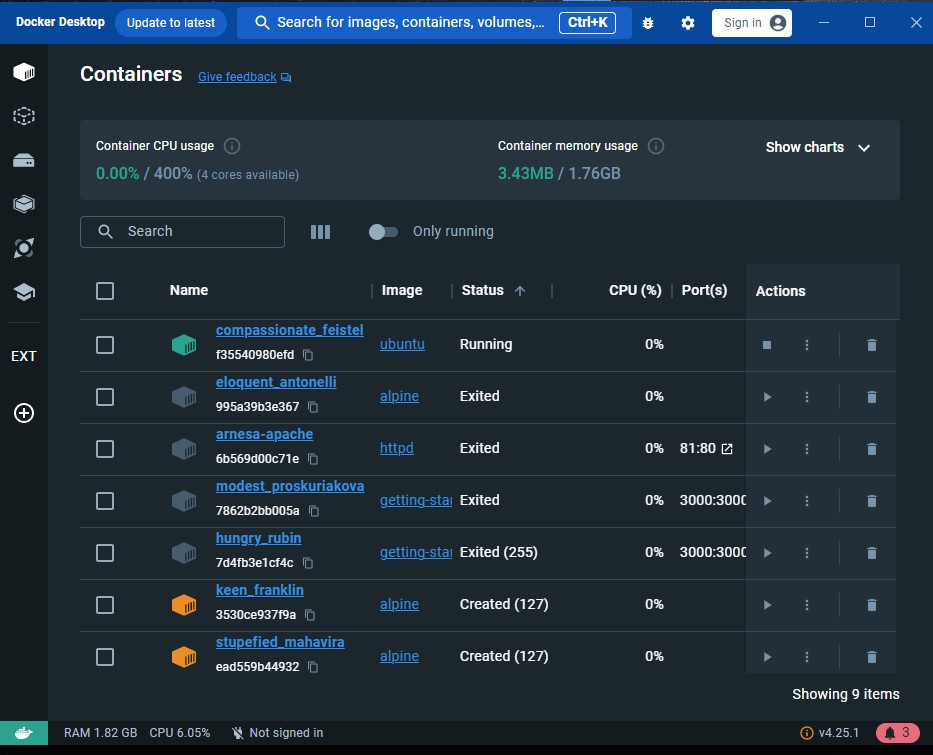 Docker Desktop Update to latest Search for images, containers, volumes,... Ctrl+K Sign in
Containers Give feedback
Container CPU usage Container memory usage Show charts
0.00% / 400% (4 cores available) 3.43MB / 1.76GB
Search Only running
Name Image Status CPU (%) Port(s) Actions
compassionate_feistel
f35540980efd ubuntu Running 0%
eloquent_antonelli
995a39b3e367 alpine Exited 0%
arnesa-apache
6b569d00c71e httpd Exited 0% 81:80
modest_proskuriakova
7862b2bb005a getting-star Exited 0% 3000:3000
hungry_rubin
7d4fb3e1cf4c getting-star Exited (255) 0% 3000:3000
keen_franklin
3530ce937f9a alpine Created (127) 0%
stupefied_mahavira
ead559b44932 alpine Created (127) 0%
EXT
Showing 9 items
RAM 1.82 GB CPU 6.05% Not signed in v4.25.1 3